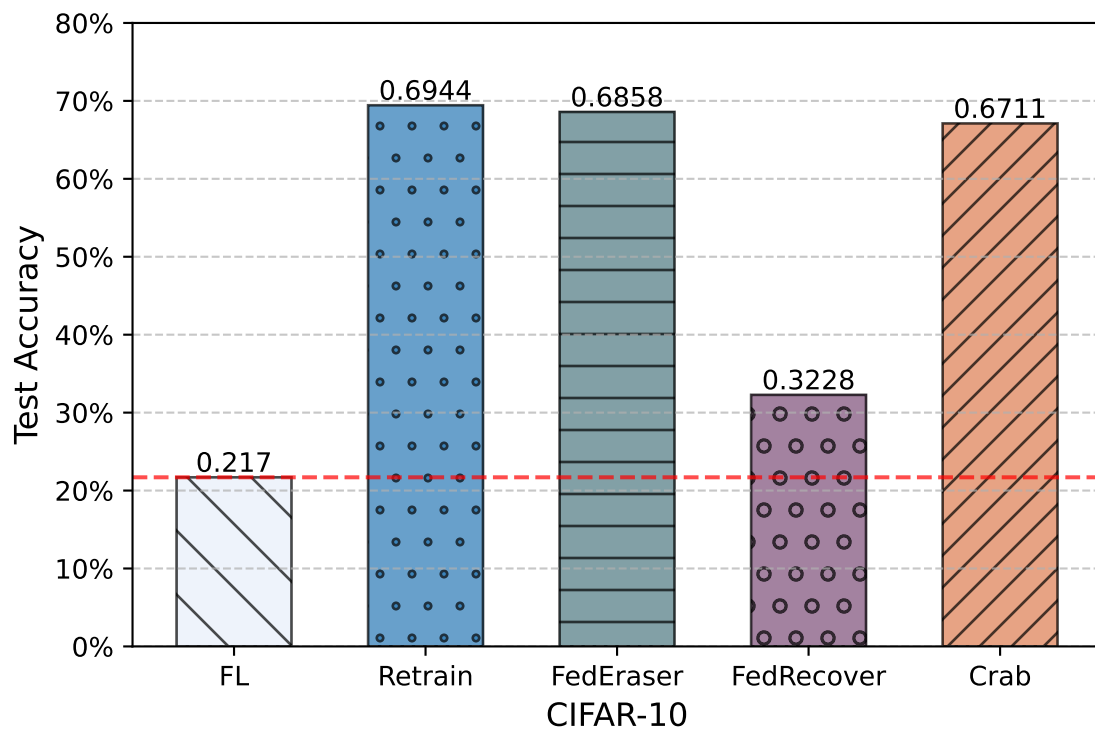 80%
70%
60%
50%
40%
30%
20%
10%
0%
Test Accuracy
0.217
0.6944
0.6858
0.3228
0.6711
FL
Retrain
FedEraser
FedRecover
Crab
CIFAR-10